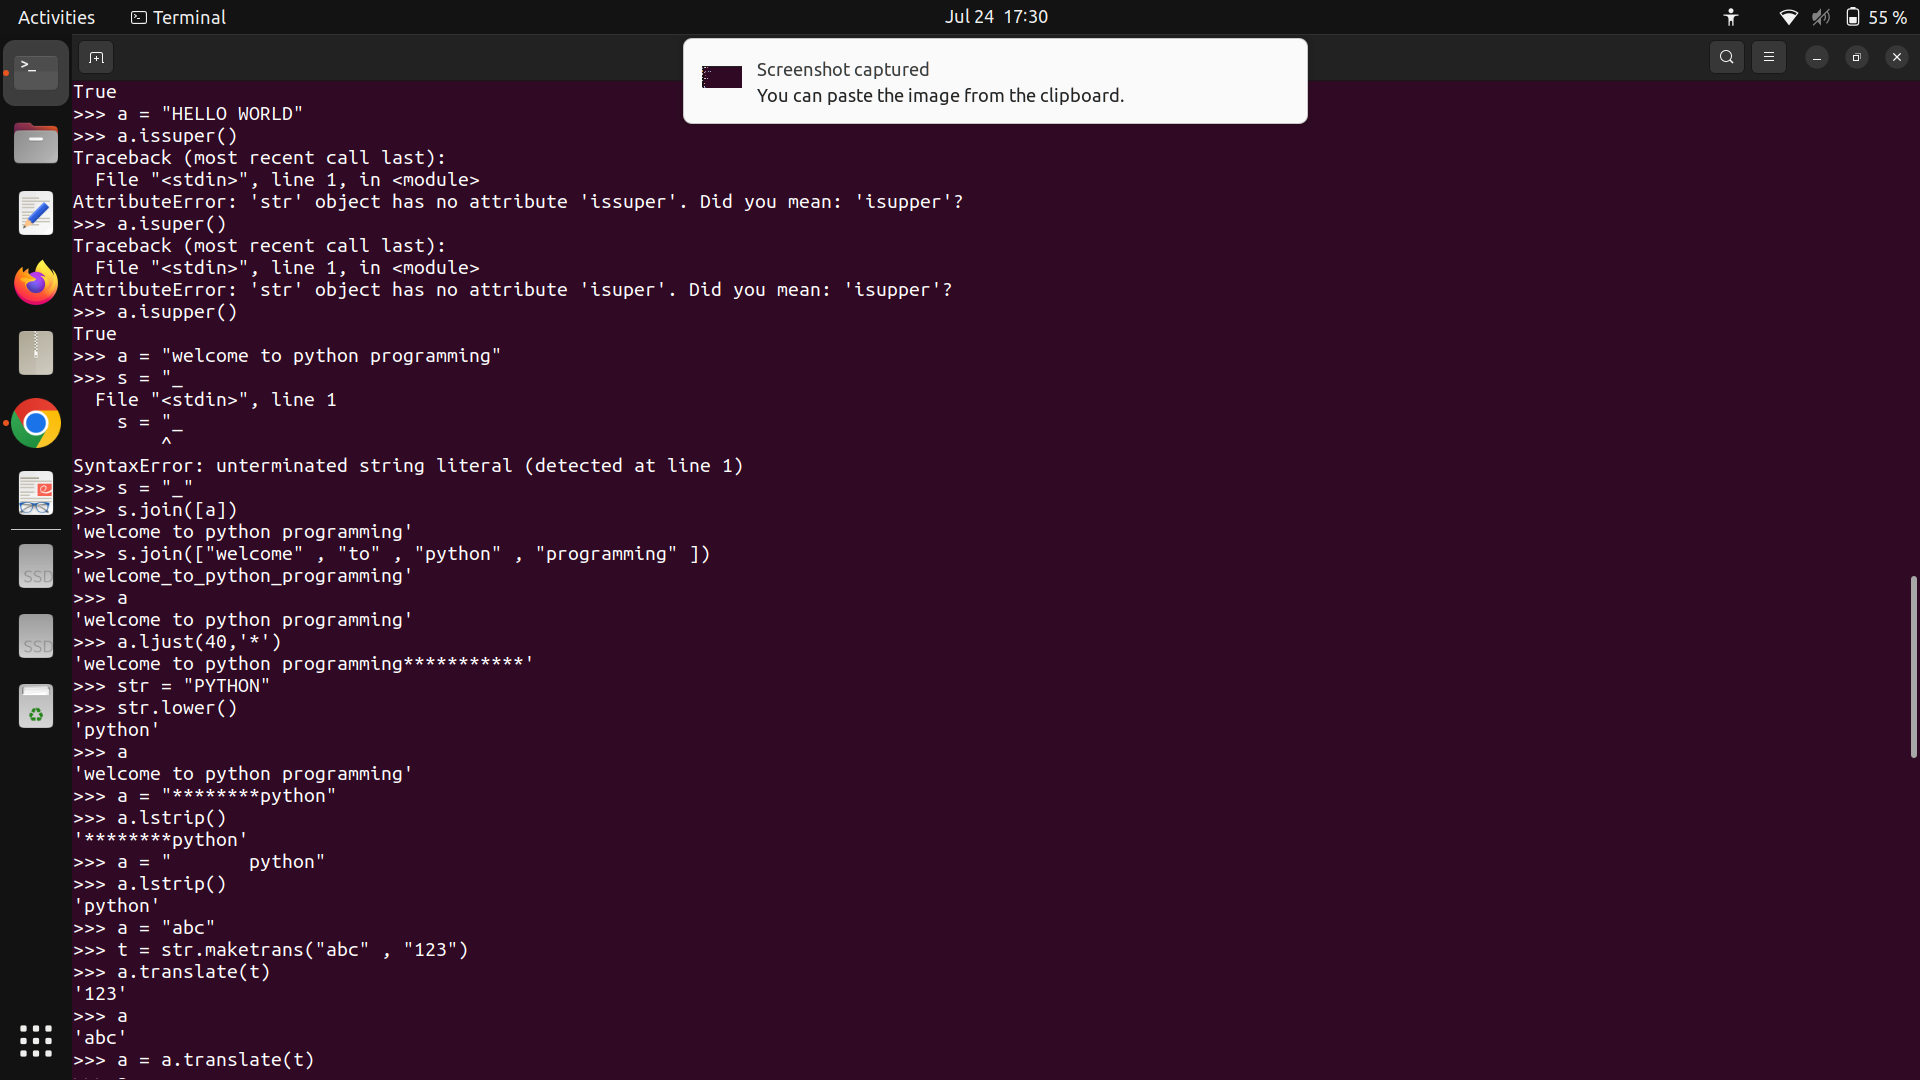 Activities
Terminal
Jul 24 17:30
55 %
Screenshot captured
You can paste the image from the clipboard.
True
>>> a = "HELLO WORLD"
>>> a.issuper()
Traceback (most recent call last):
  File "<stdin>", line 1, in <module>
AttributeError: 'str' object has no attribute 'issuper'. Did you mean: 'isupper'?
>>> a.isuper()
Traceback (most recent call last):
  File "<stdin>", line 1, in <module>
AttributeError: 'str' object has no attribute 'isuper'. Did you mean: 'isupper'?
>>> a.isupper()
True
>>> a = "welcome to python programming"
>>> s = "_
  File "<stdin>", line 1
    s = "_
        ^
SyntaxError: unterminated string literal (detected at line 1)
>>> s = "_"
>>> s.join([a])
'welcome to python programming'
>>> s.join(["welcome" , "to" , "python" , "programming" ])
'welcome_to_python_programming'
>>> a
'welcome to python programming'
>>> a.ljust(40,'*')
'welcome to python programming***********'
>>> str = "PYTHON"
>>> str.lower()
'python'
>>> a
'welcome to python programming'
>>> a = "********python"
>>> a.lstrip()
'********python'
>>> a = "       python"
>>> a.lstrip()
'python'
>>> a = "abc"
>>> t = str.maketrans("abc" , "123")
>>> a.translate(t)
'123'
>>> a
'abc'
>>> a = a.translate(t)
SSD
SSD